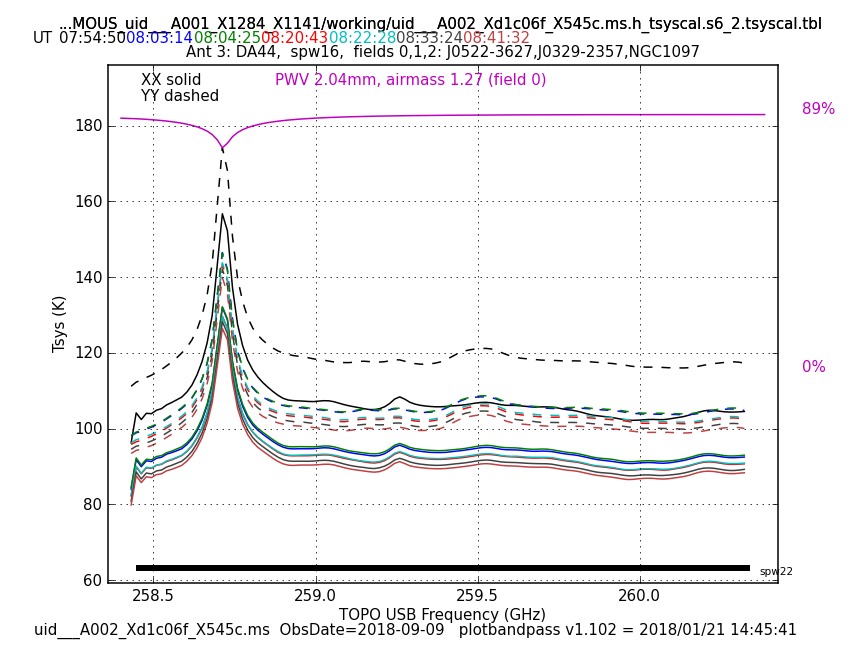 ...MOUS_uid___A001_X1284_X1141/working/uid___A002_Xd1c06f_X545c.ms.h_tsyscal.s6_2.tsyscal.tbl
UT 07:54:50 08:03:14 08:04:25 08:20:43 08:22:28 08:33:24 08:41:32
Ant 3: DA44,  spw16,  fields 0,1,2: J0522-3627,J0329-2357,NGC1097
XX solid
YY dashed
PWV 2.04mm, airmass 1.27 (field 0)
89%
0%
180
160
140
120
100
80
60
Tsys (K)
spw22
258.5
259.0
259.5
260.0
TOPO USB Frequency (GHz)
uid___A002_Xd1c06f_X545c.ms  ObsDate=2018-09-09   plotbandpass v1.102 = 2018/01/21 14:45:41